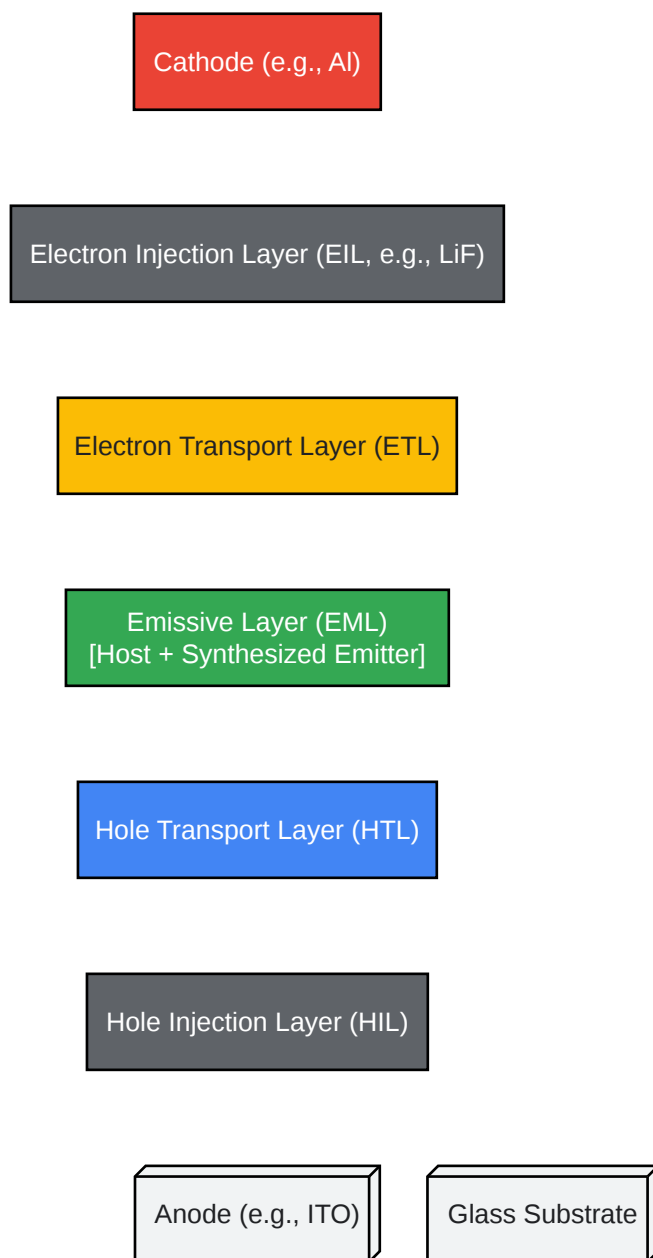 Cathode (e.g., Al)
Electron Injection Layer (EIL, e.g., LiF)
Electron Transport Layer (ETL)
Emissive Layer (EML)
[Host + Synthesized Emitter]
Hole Transport Layer (HTL)
Hole Injection Layer (HIL)
Anode (e.g., ITO)
Glass Substrate